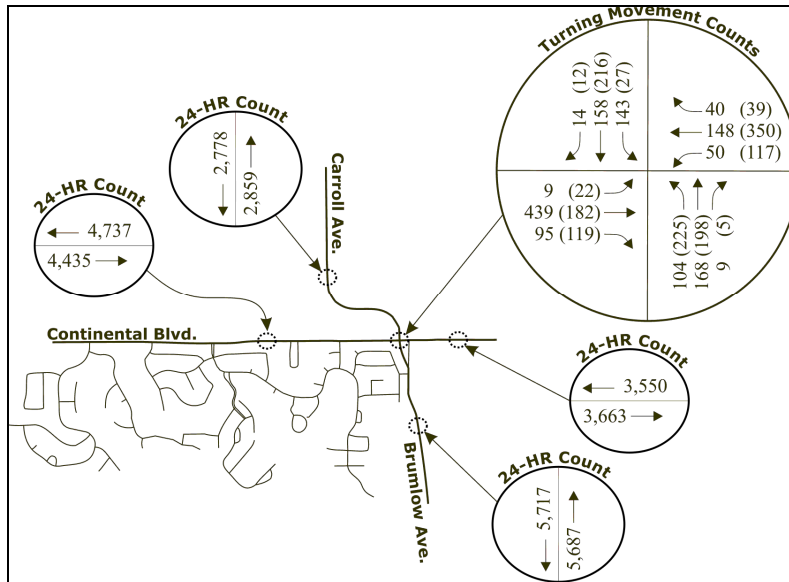 Turning Movement Counts
14 (12)
158 (216)
143 (27)
40 (39)
148 (350)
50 (117)
9 (22)
439 (182)
95 (119)
104 (225)
168 (198)
9 (5)
24-HR Count
2,778
2,859
24-HR Count
4,737
4,435
Carroll Ave.
Continental Blvd.
24-HR Count
3,550
3,663
Brumlow Ave.
24-HR Count
5,717
5,687